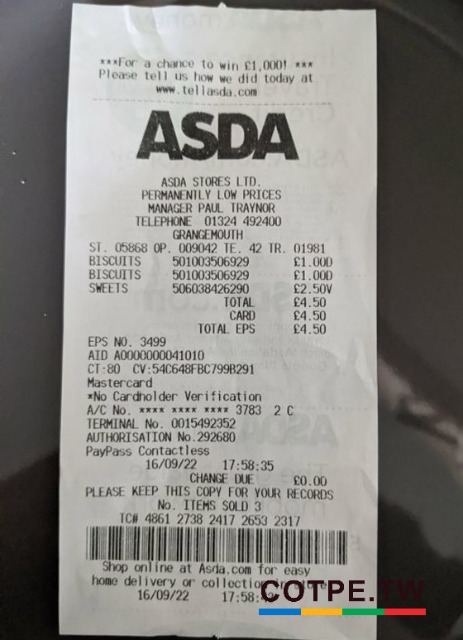 ***For a chance to win £1,000! ***
Please tell us how we did today at
www.tellasda.com
ASDA
ASDA STORES LTD.
PERMANENTLY LOW PRICES
MANAGER PAUL TRAYNOR
TELEPHONE 01324 492400
GRANGEMOUTH
ST. 05868 OP. 009042 TE. 42 TR. 01981
BISCUITS 501003506929 £1.00D
BISCUITS 501003506929 £1.00D
SWEETS 506038426290 £2.50V
TOTAL £4.50
CARD £4.50
TOTAL EPS £4.50
EPS NO. 3499
AID A0000000041010
CT:80 CV:54C648FBC799B291
Mastercard
*No Cardholder Verification
A/C No. **** **** **** 3783 2 C
TERMINAL No. 0015492352
AUTHORISATION No.292680
PayPass Contactless
16/09/22 17:58:35
CHANGE DUE £0.00
PLEASE KEEP THIS COPY FOR YOUR RECORDS
No. ITEMS SOLD 3
TC# 4861 2738 2417 2653 2317
Shop online at Asda.com for easy
home delivery or collection
16/09/22 17:58:
COTPE.TW